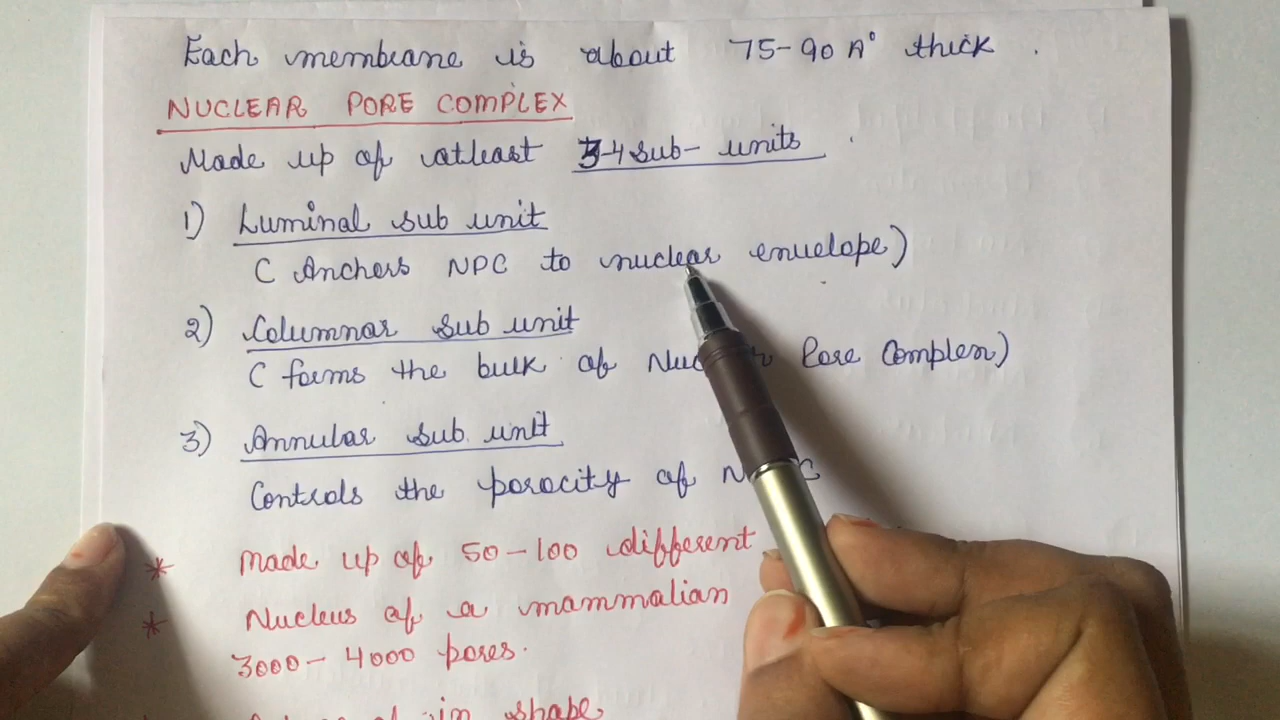 Each membrane is about 75-90 A° thick .
NUCLEAR PORE COMPLEX
Made up of atleast 3-4 sub-units .
1) Luminal sub unit
( Anchors NPC to nuclear envelope)
2) Columnar sub unit
( forms the bulk of Pore Complex)
3) Annular sub unit
Controls the porocity of
* Made up of 50-100 different
* Nucleus of a mammalian
3000-4000 pores.
in shape